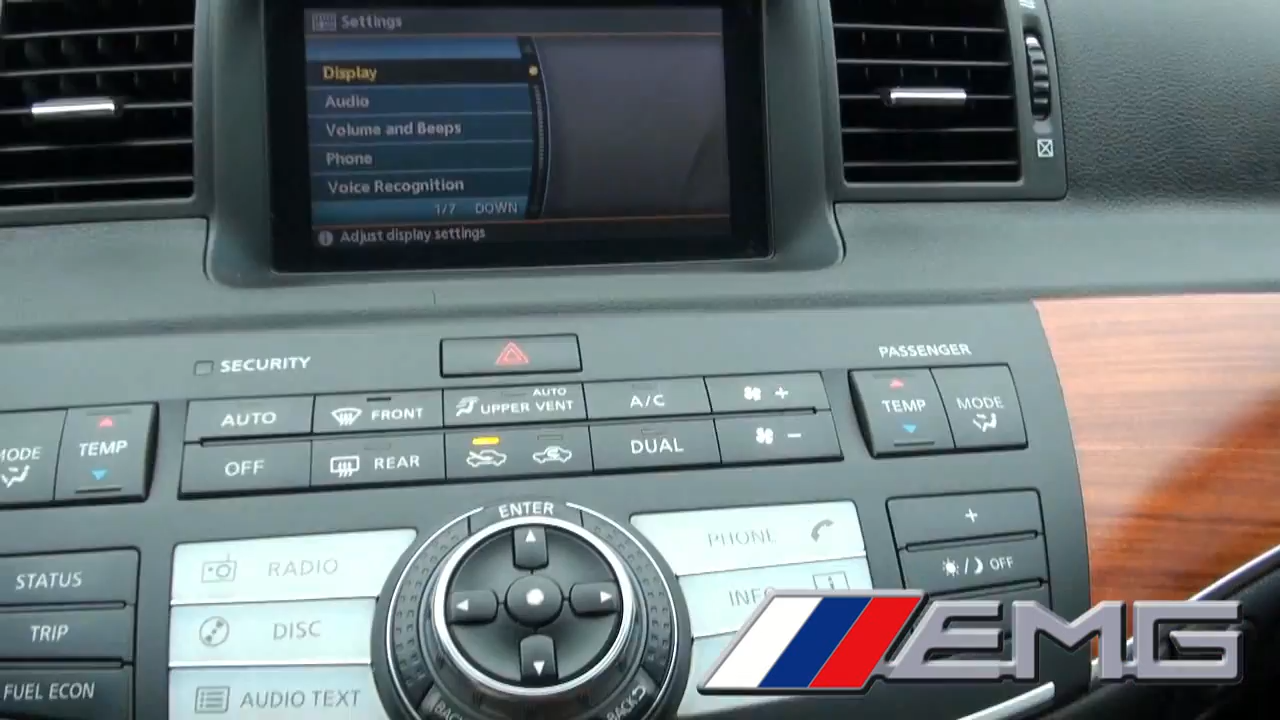 Settings
Display
Audio
Volume and Beeps
Phone
Voice Recognition
1/7 DOWN
Adjust display settings
SECURITY
PASSENGER
MODE
TEMP
AUTO
FRONT
AUTO
UPPER VENT
A/C
+
TEMP
MODE
OFF
REAR
DUAL
−
ENTER
STATUS
RADIO
PHONE
+
OFF
TRIP
DISC
INFO
FUEL ECON
AUDIO TEXT
BACK
EMG